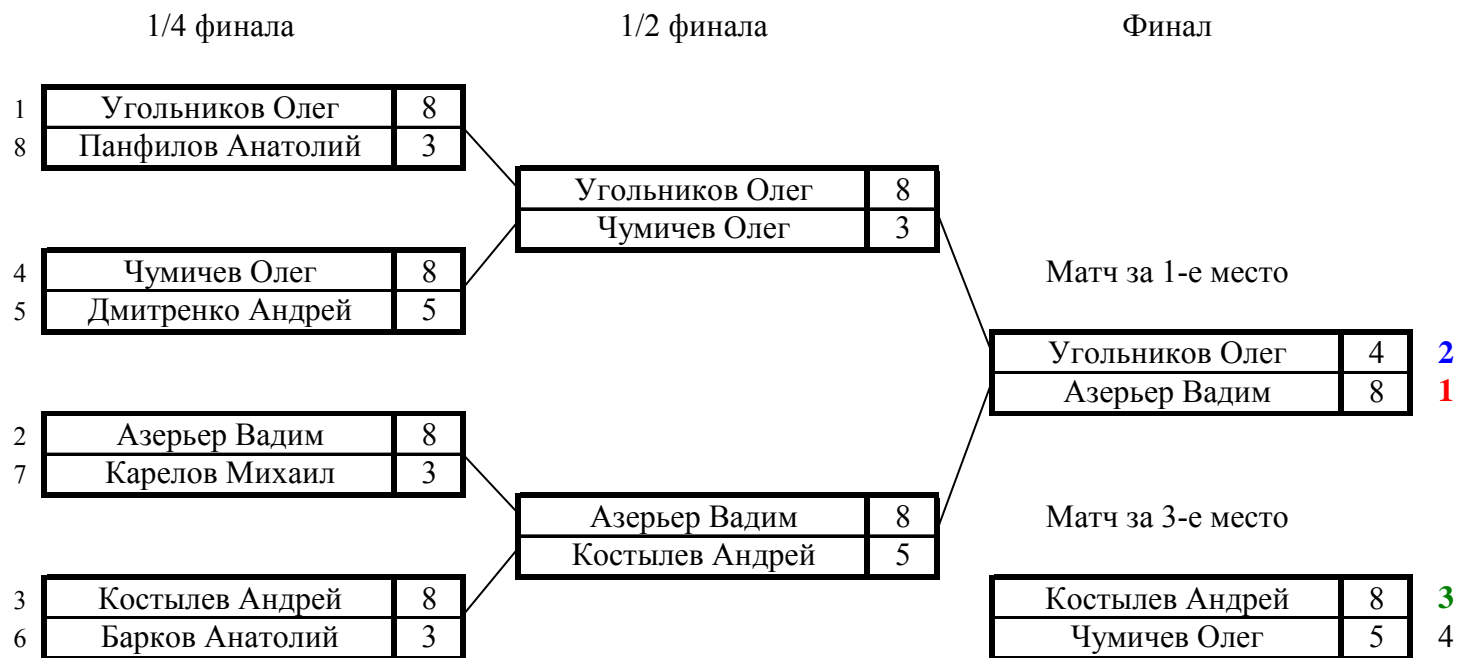 1/4 финала 1/2 финала Финал
1 Угольников Олег 8
8 Панфилов Анатолий 3
Угольников Олег 8
Чумичев Олег 3
4 Чумичев Олег 8
5 Дмитренко Андрей 5
Матч за 1-е место
Угольников Олег 4 2
Азерьер Вадим 8 1
2 Азерьер Вадим 8
7 Карелов Михаил 3
Азерьер Вадим 8
Костылев Андрей 5
Матч за 3-е место
3 Костылев Андрей 8
6 Барков Анатолий 3
Костылев Андрей 8 3
Чумичев Олег 5 4